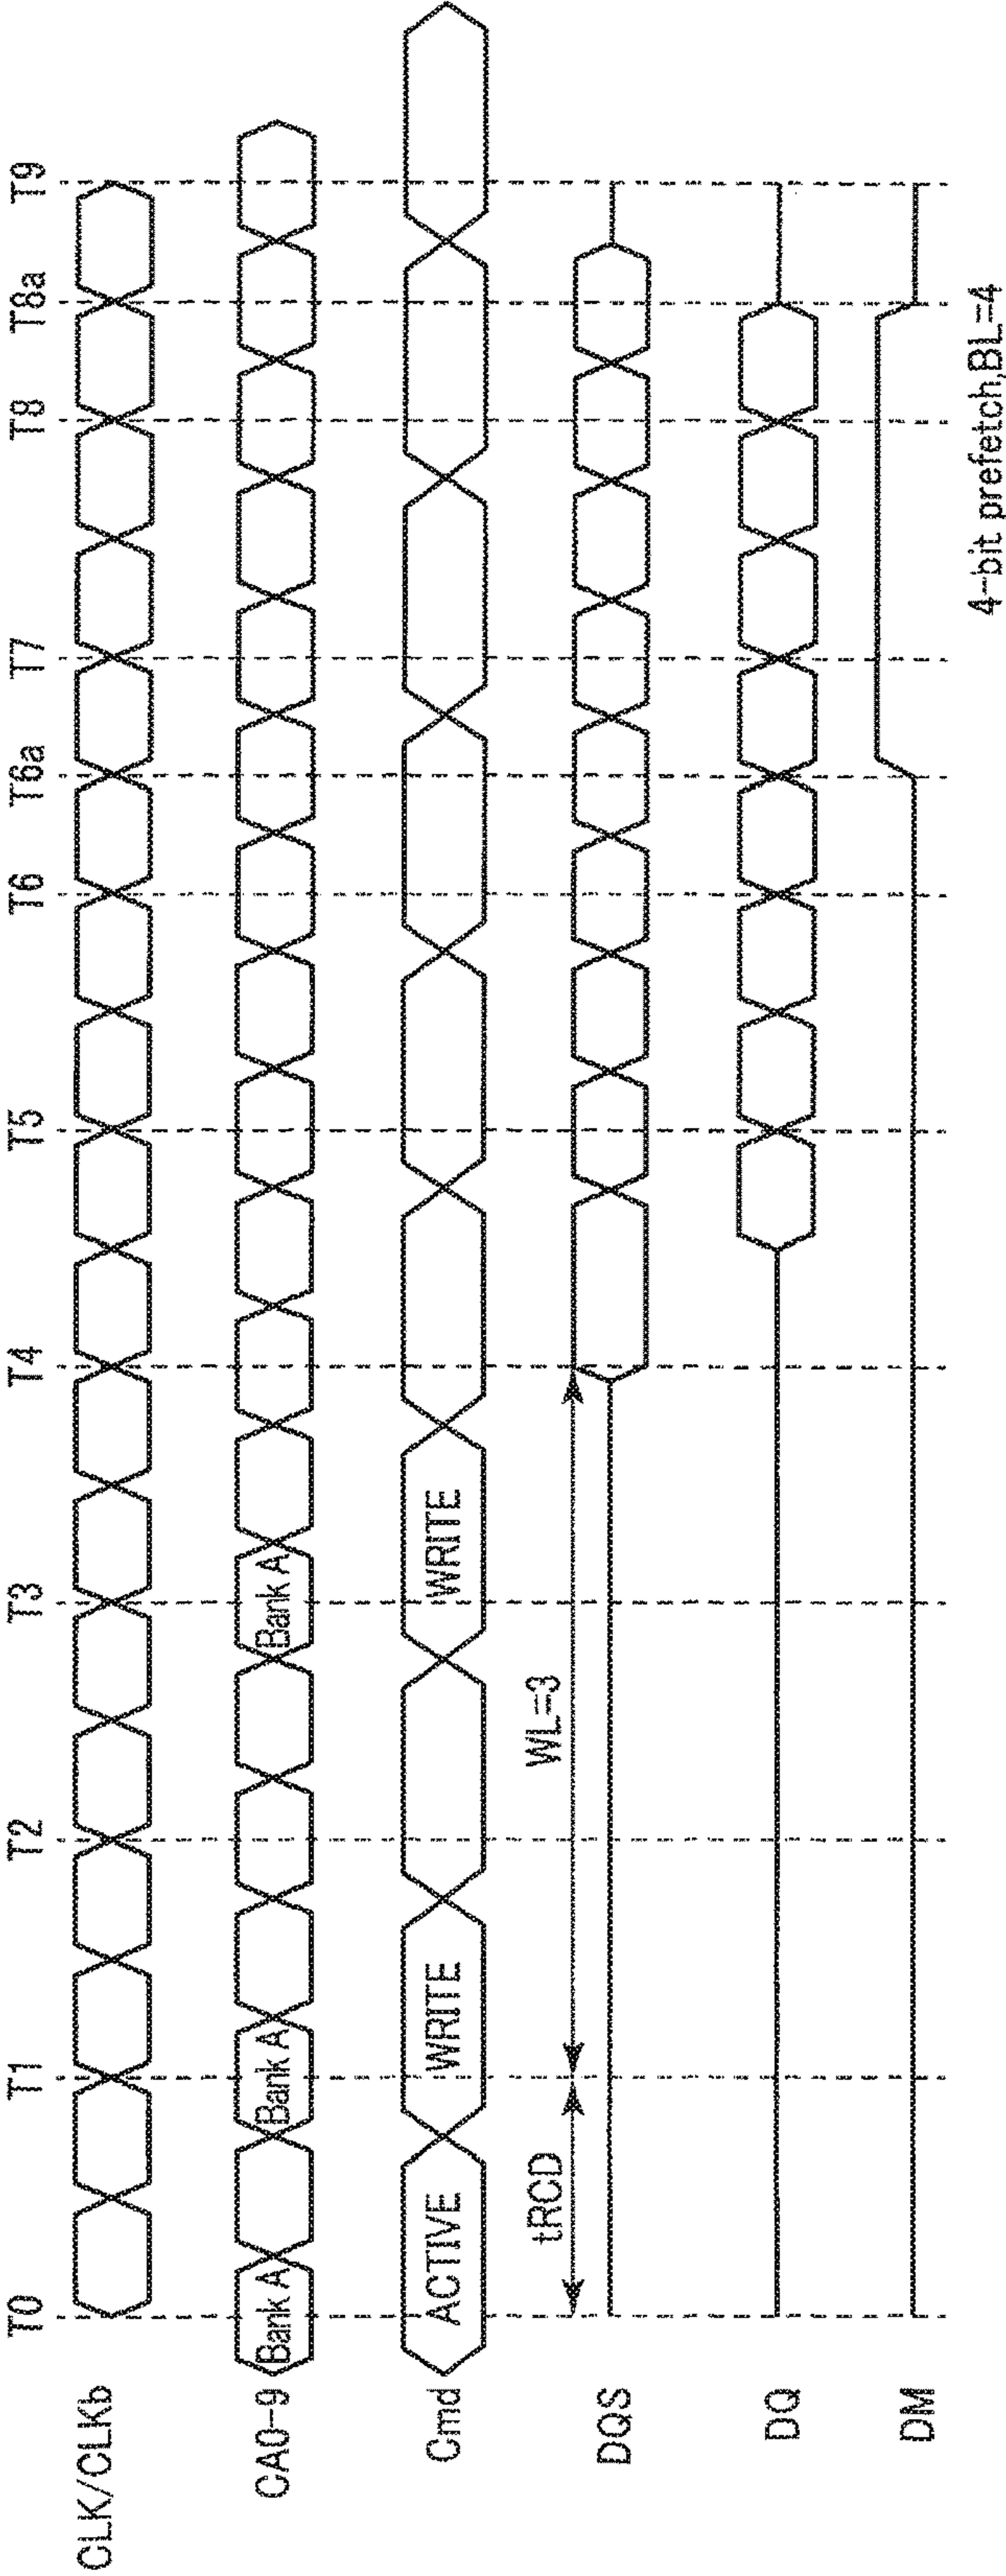 T0 T1 T2 T3 T4 T5 T6 T6a T7 T8 T8a T9
CLK/CLKb
CA0-9 Bank A Bank A Bank A
Cmd ACTIVE WRITE WRITE
tRCD WL=3
DQS
DQ
DM
4-bit prefetch,BL=4